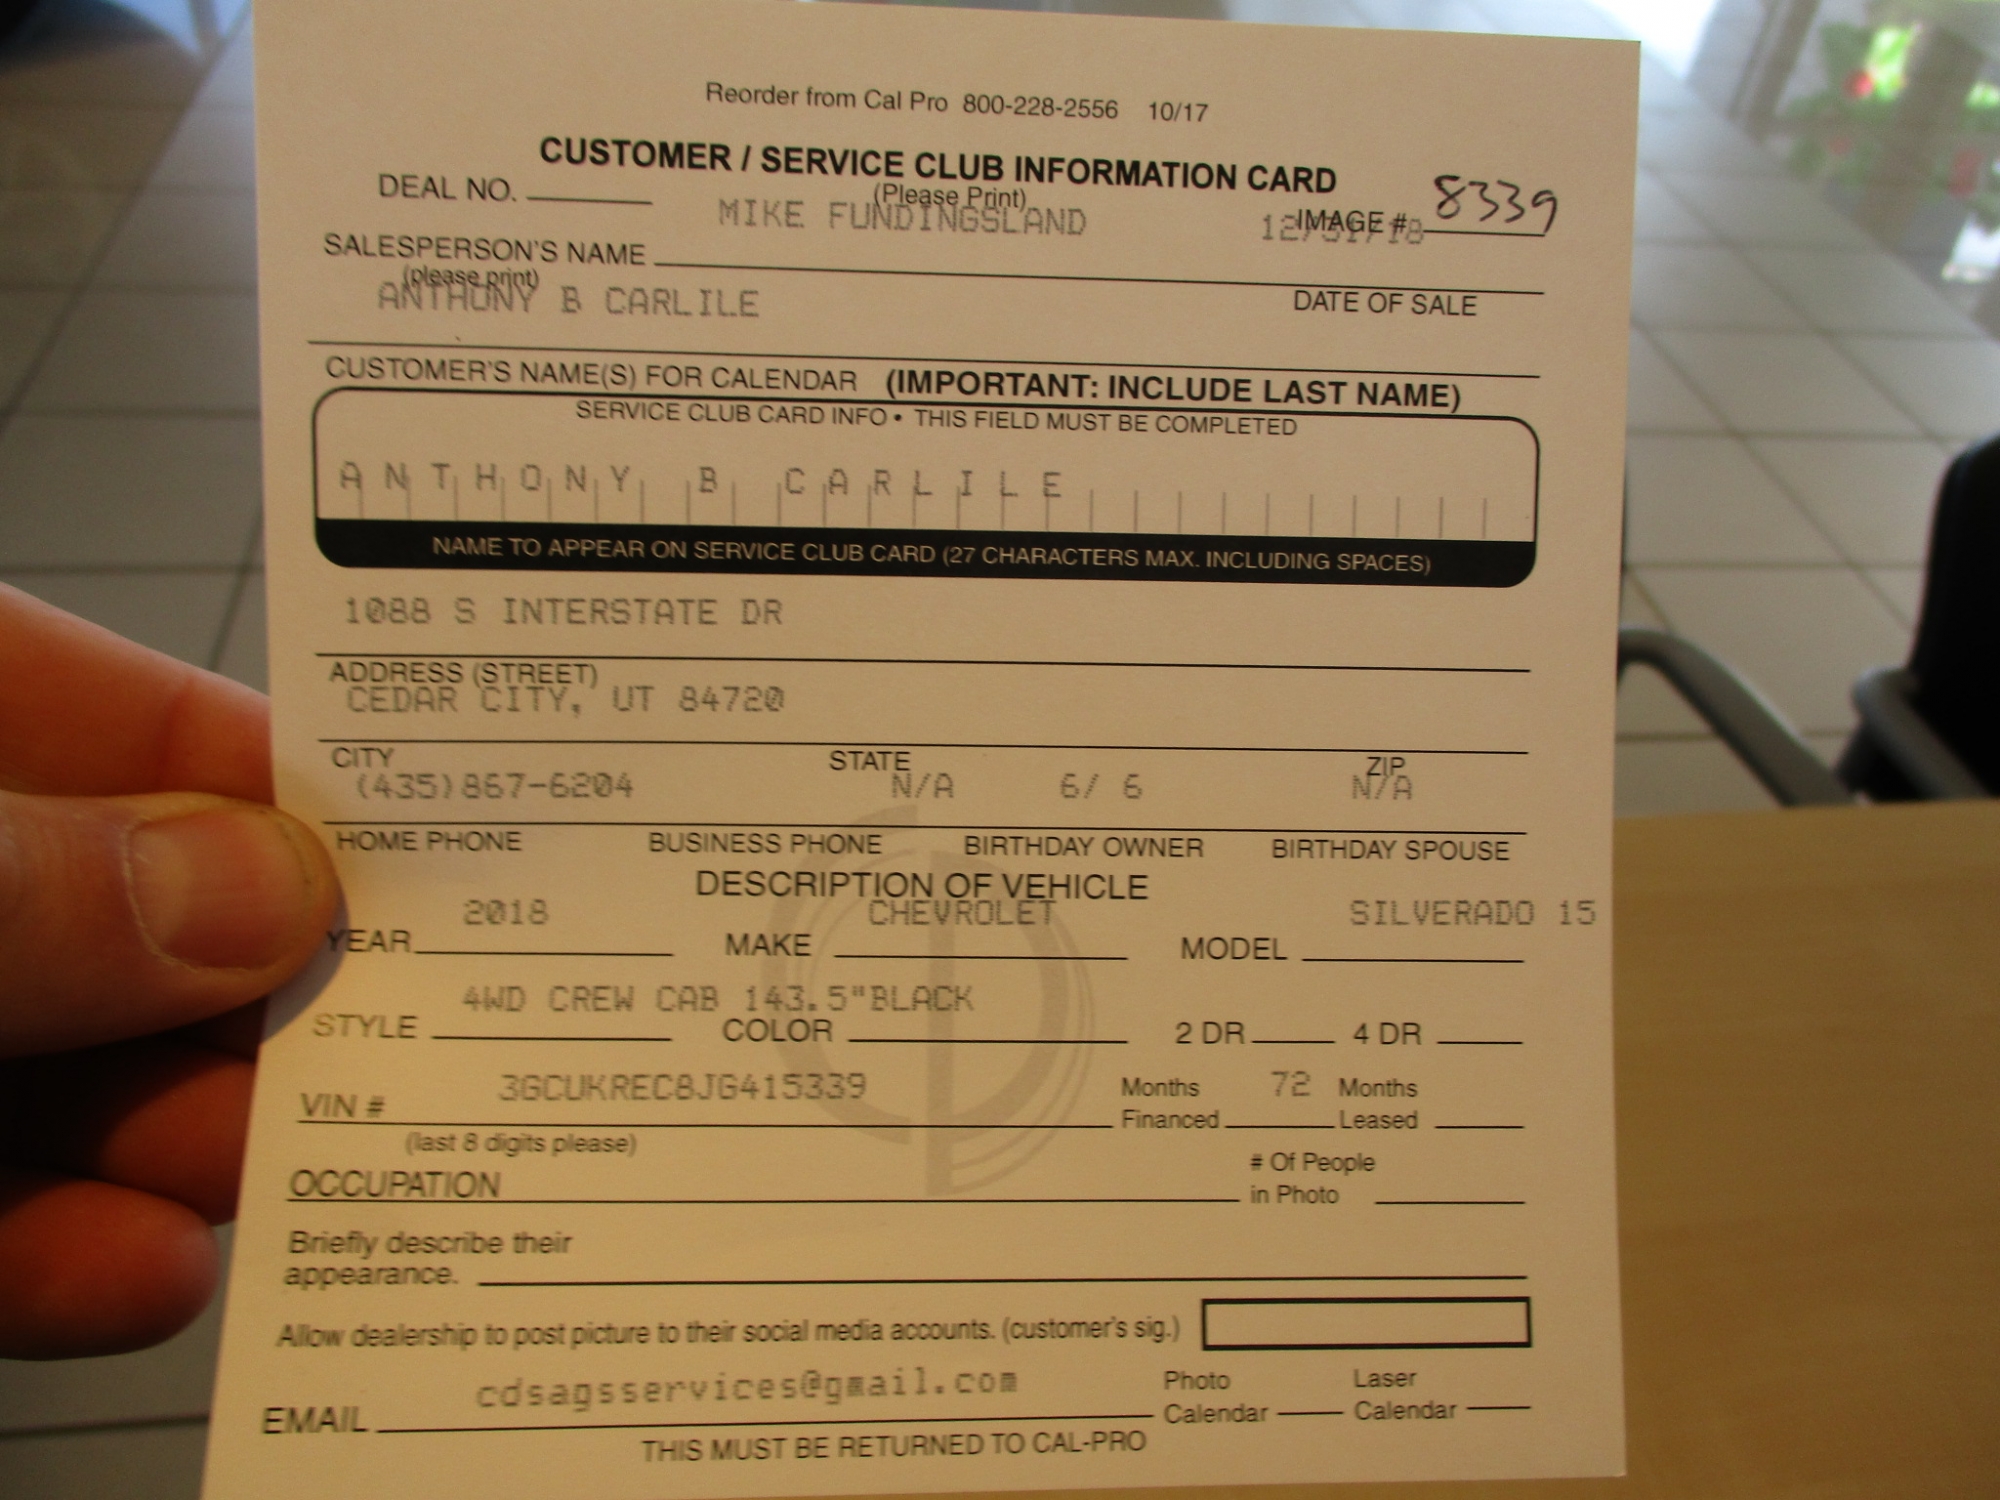 Reorder from Cal Pro 800-228-2556 10/17
CUSTOMER / SERVICE CLUB INFORMATION CARD
DEAL NO. (Please Print) IMAGE # 8339
MIKE FUNDINGSLAND 12/31/18
SALESPERSON'S NAME
(please print)
ANTHONY B CARLILE DATE OF SALE
CUSTOMER'S NAME(S) FOR CALENDAR (IMPORTANT: INCLUDE LAST NAME)
SERVICE CLUB CARD INFO • THIS FIELD MUST BE COMPLETED
ANTHONY B CARLILE
NAME TO APPEAR ON SERVICE CLUB CARD (27 CHARACTERS MAX. INCLUDING SPACES)
1088 S INTERSTATE DR
ADDRESS (STREET)
CEDAR CITY, UT 84720
CITY STATE ZIP
(435)867-6204 N/A 6/ 6 N/A
HOME PHONE BUSINESS PHONE BIRTHDAY OWNER BIRTHDAY SPOUSE
DESCRIPTION OF VEHICLE
2018 CHEVROLET SILVERADO 15
YEAR MAKE MODEL
4WD CREW CAB 143.5"BLACK
STYLE COLOR 2 DR 4 DR
3GCUKREC8JG415339 Months 72 Months
VIN # Financed Leased
(last 8 digits please)
# Of People
OCCUPATION in Photo
Briefly describe their
appearance.
Allow dealership to post picture to their social media accounts. (customer's sig.)
cdsagsservices@gmail.com Photo Laser
EMAIL Calendar Calendar
THIS MUST BE RETURNED TO CAL-PRO